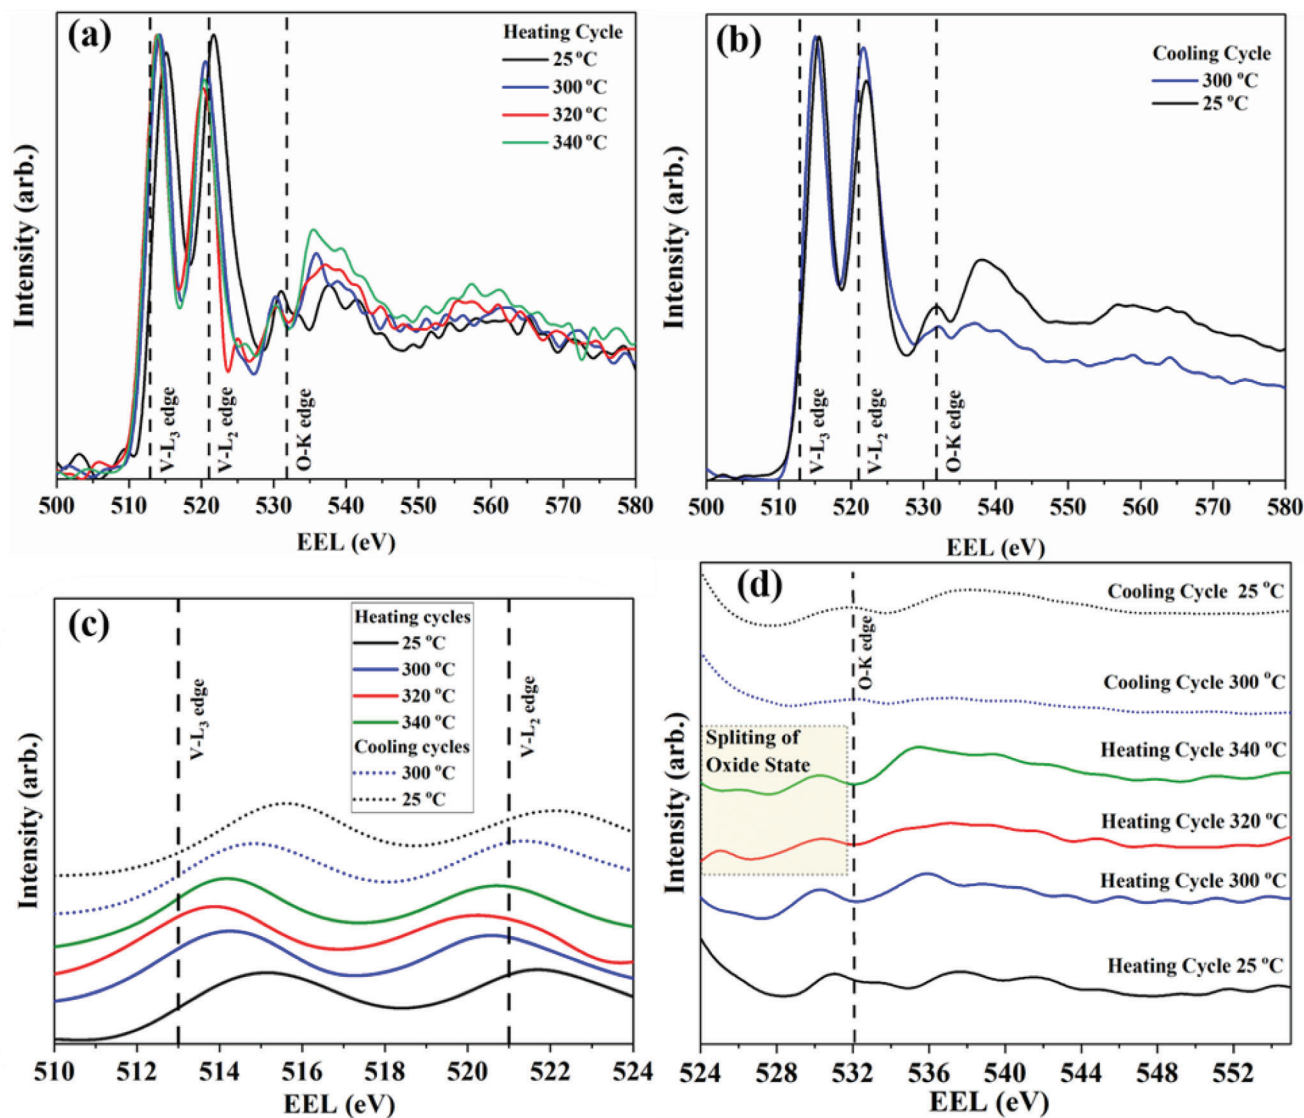 (a)
Heating Cycle
25 °C
300 °C
320 °C
340 °C
Intensity (arb.)
V-L3 edge
V-L2 edge
O-K edge
500 510 520 530 540 550 560 570 580
EEL (eV)
(b)
Cooling Cycle
300 °C
25 °C
Intensity (arb.)
V-L3 edge
V-L2 edge
O-K edge
500 510 520 530 540 550 560 570 580
EEL (eV)
(c)
Heating cycles
25 °C
300 °C
320 °C
340 °C
Cooling cycles
300 °C
25 °C
V-L3 edge
V-L2 edge
Intensity (arb.)
510 512 514 516 518 520 522 524
EEL (eV)
(d)
Cooling Cycle 25 °C
O-K edge
Cooling Cycle 300 °C
Spliting of
Oxide State
Heating Cycle 340 °C
Heating Cycle 320 °C
Heating Cycle 300 °C
Heating Cycle 25 °C
Intensity (arb.)
524 528 532 536 540 544 548 552
EEL (eV)